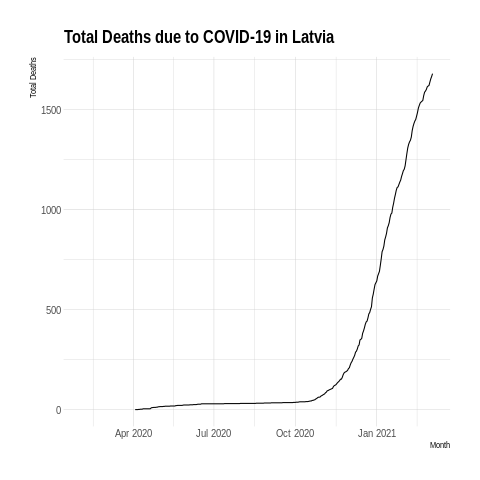 Total Deaths due to COVID-19 in Latvia
Total Deaths
1500
1000
500
0
Apr 2020
Jul 2020
Oct 2020
Jan 2021
Month